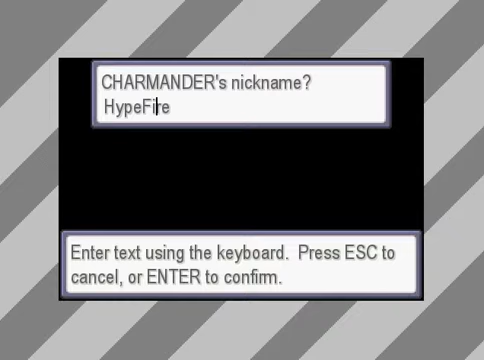 CHARMANDER's nickname?
HypeFire
Enter text using the keyboard. Press ESC to
cancel, or ENTER to confirm.